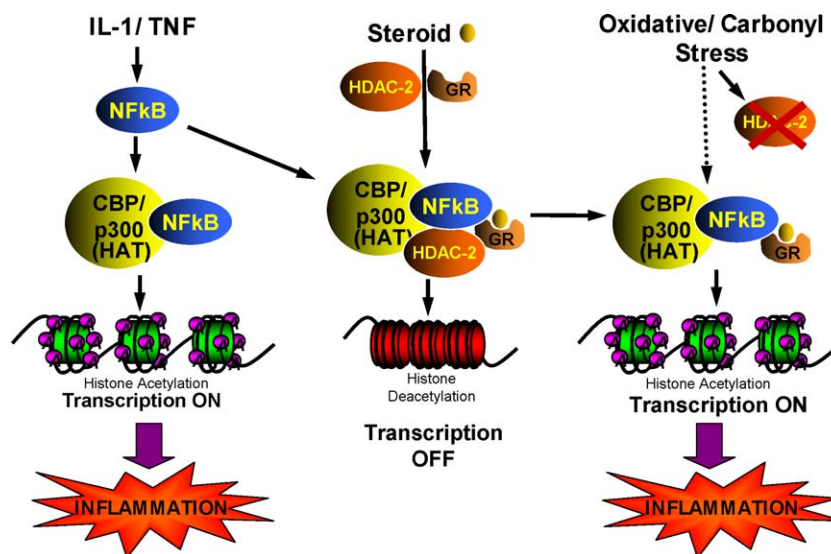 IL-1/ TNF
NFkB
CBP/
p300
(HAT)
NFkB
Histone Acetylation
Transcription ON
INFLAMMATION
Steroid
HDAC-2
GR
CBP/
p300
(HAT)
NFkB
HDAC-2
GR
Histone
Deacetylation
Transcription
OFF
Oxidative/ Carbonyl
Stress
HDAC-2
CBP/
p300
(HAT)
NFkB
GR
Histone Acetylation
Transcription ON
INFLAMMATION